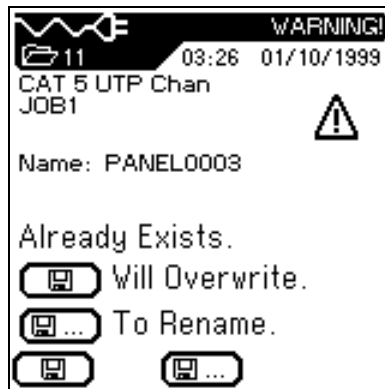 WARNING!
11 03:26 01/10/1999
CAT 5 UTP Chan
JOB1
Name: PANEL0003
Already Exists.
Will Overwrite.
... To Rename.
...